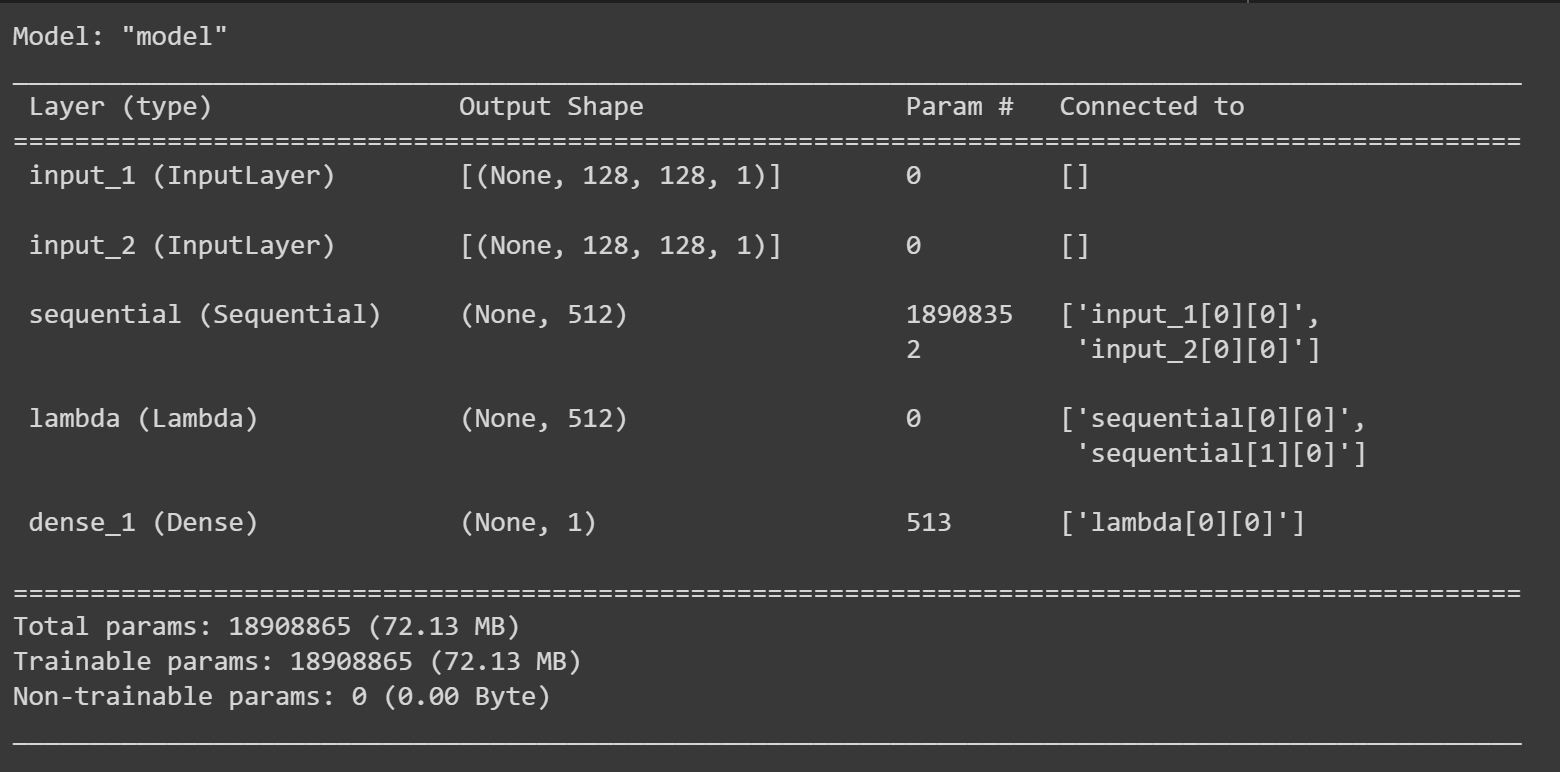 Model: "model"
Layer (type) Output Shape Param # Connected to
==================================================================================================
input_1 (InputLayer) [(None, 128, 128, 1)] 0 []
input_2 (InputLayer) [(None, 128, 128, 1)] 0 []
sequential (Sequential) (None, 512) 1890835 ['input_1[0][0]',
2 'input_2[0][0]']
lambda (Lambda) (None, 512) 0 ['sequential[0][0]',
'sequential[1][0]']
dense_1 (Dense) (None, 1) 513 ['lambda[0][0]']
==================================================================================================
Total params: 18908865 (72.13 MB)
Trainable params: 18908865 (72.13 MB)
Non-trainable params: 0 (0.00 Byte)